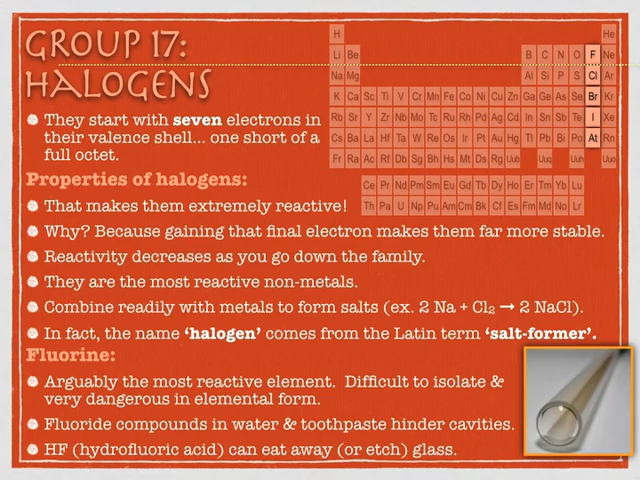 GROUP 17:
HALOGENS
H He
Li Be B C N O F Ne
Na Mg Al Si P S Cl Ar
K Ca Sc Ti V Cr Mn Fe Co Ni Cu Zn Ga Ge As Se Br Kr
Rb Sr Y Zr Nb Mo Tc Ru Rh Pd Ag Cd In Sn Sb Te I Xe
Cs Ba La Hf Ta W Re Os Ir Pt Au Hg Tl Pb Bi Po At Rn
Fr Ra Ac Rf Db Sg Bh Hs Mt Ds Rg Uub Uuq Uuh Uuo
Ce Pr Nd Pm Sm Eu Gd Tb Dy Ho Er Tm Yb Lu
Th Pa U Np Pu Am Cm Bk Cf Es Fm Md No Lr
They start with seven electrons in
their valence shell... one short of a
full octet.
Properties of halogens:
That makes them extremely reactive!
Why? Because gaining that final electron makes them far more stable.
Reactivity decreases as you go down the family.
They are the most reactive non-metals.
Combine readily with metals to form salts (ex. 2 Na + Cl₂ → 2 NaCl).
In fact, the name ‘halogen’ comes from the Latin term ‘salt-former’.
Fluorine:
Arguably the most reactive element. Difficult to isolate &
very dangerous in elemental form.
Fluoride compounds in water & toothpaste hinder cavities.
HF (hydrofluoric acid) can eat away (or etch) glass.